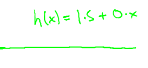 h(x) = 1.5 + 0·x